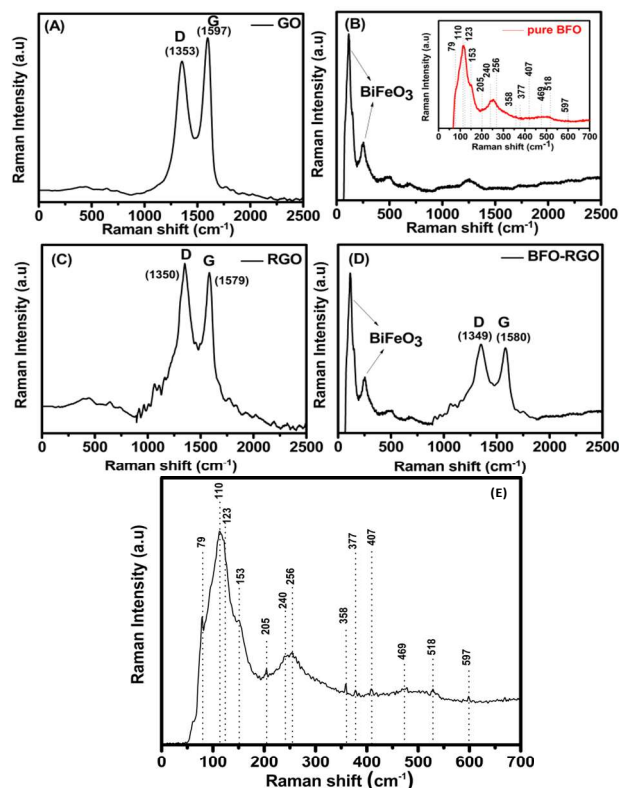 (A)
D
(1353)
G
(1597)
GO
Raman Intensity (a.u)
0 500 1000 1500 2000 2500
Raman shift (cm⁻¹)
(B)
BiFeO₃
pure BFO
79 110 123 153 205 240 256 358 377 407 469 518 597
Raman Intensity (a.u)
0 100 200 300 400 500 600 700
Raman shift (cm⁻¹)
Raman Intensity (a.u)
0 500 1000 1500 2000 2500
Raman shift (cm⁻¹)
(C)
D
(1350)
G
(1579)
RGO
Raman Intensity (a.u)
0 500 1000 1500 2000 2500
Raman shift (cm⁻¹)
(D)
BiFeO₃
D
(1349)
G
(1580)
BFO-RGO
Raman Intensity (a.u)
0 500 1000 1500 2000 2500
Raman shift (cm⁻¹)
(E)
79 110 123 153 205 240 256 358 377 407 469 518 597
Raman Intensity (a.u)
0 100 200 300 400 500 600 700
Raman shift (cm⁻¹)